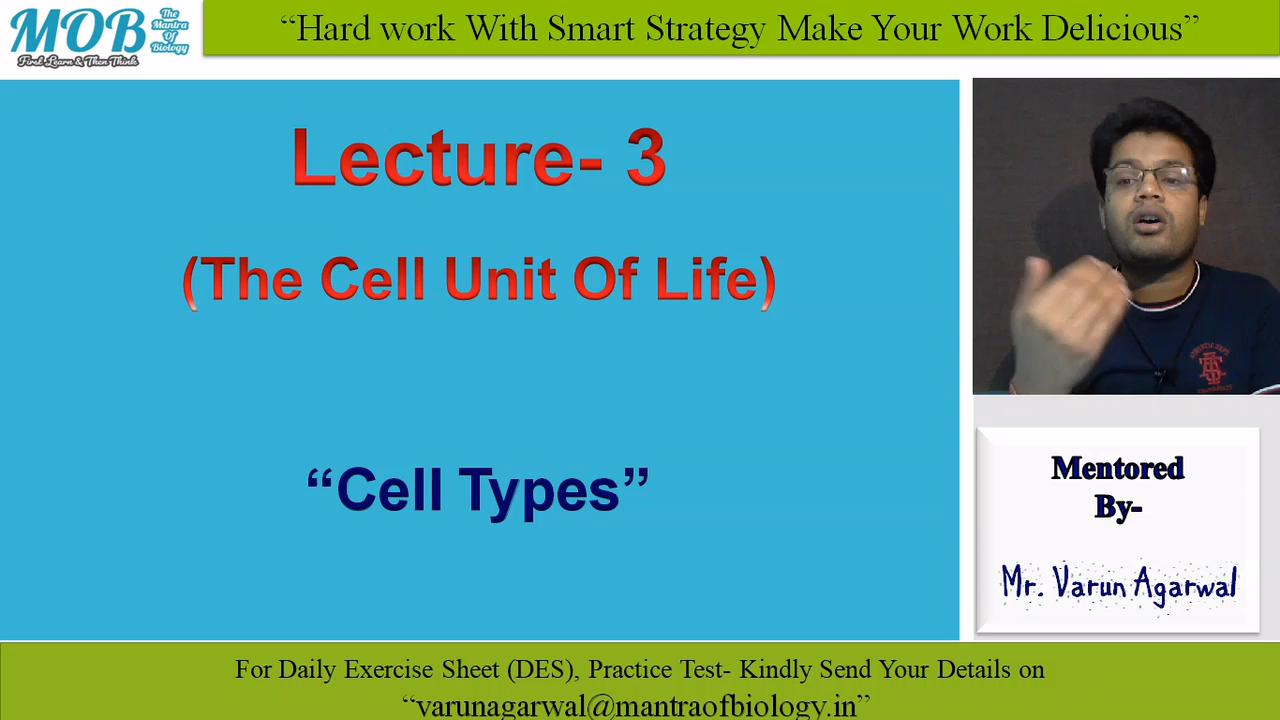 MOB
The
Mantra
Of
Biology
First Learn & Then Think
“Hard work With Smart Strategy Make Your Work Delicious”
Lecture- 3
(The Cell Unit Of Life)
“Cell Types”
Mentored
By-
Mr. Varun Agarwal
For Daily Exercise Sheet (DES), Practice Test- Kindly Send Your Details on
“varunagarwal@mantraofbiology.in”